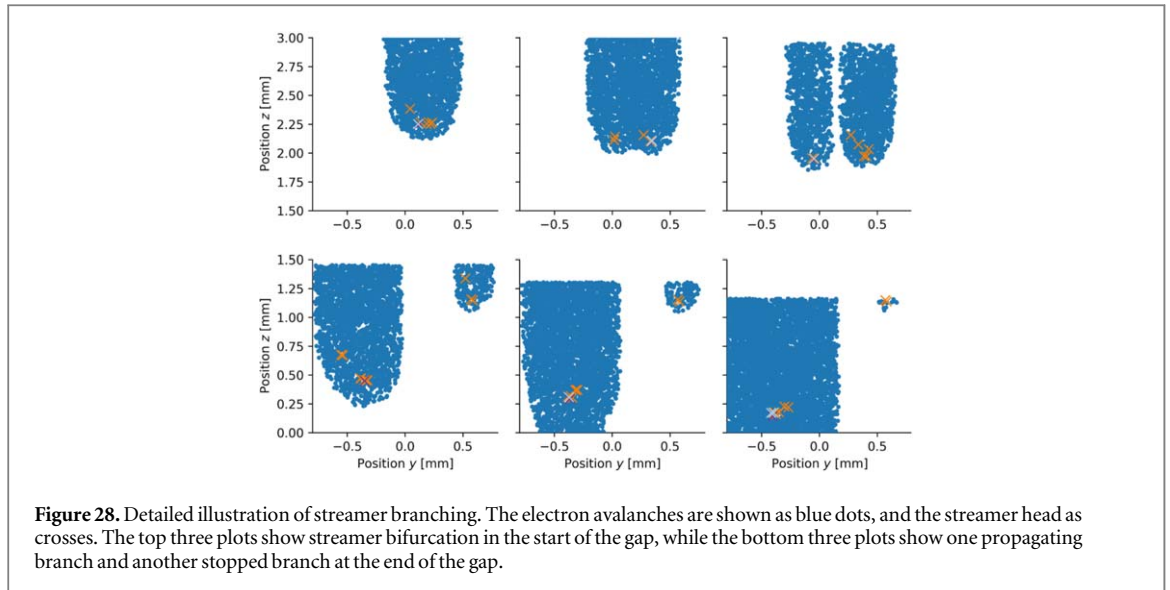 3.00
2.75
2.50
2.25
2.00
1.75
1.50
Position z [mm]
−0.5 0.0 0.5 −0.5 0.0 0.5 −0.5 0.0 0.5
1.50
1.25
1.00
0.75
0.50
0.25
0.00
Position z [mm]
−0.5 0.0 0.5 −0.5 0.0 0.5 −0.5 0.0 0.5
Position y [mm] Position y [mm] Position y [mm]
Figure 28. Detailed illustration of streamer branching. The electron avalanches are shown as blue dots, and the streamer head as
crosses. The top three plots show streamer bifurcation in the start of the gap, while the bottom three plots show one propagating
branch and another stopped branch at the end of the gap.